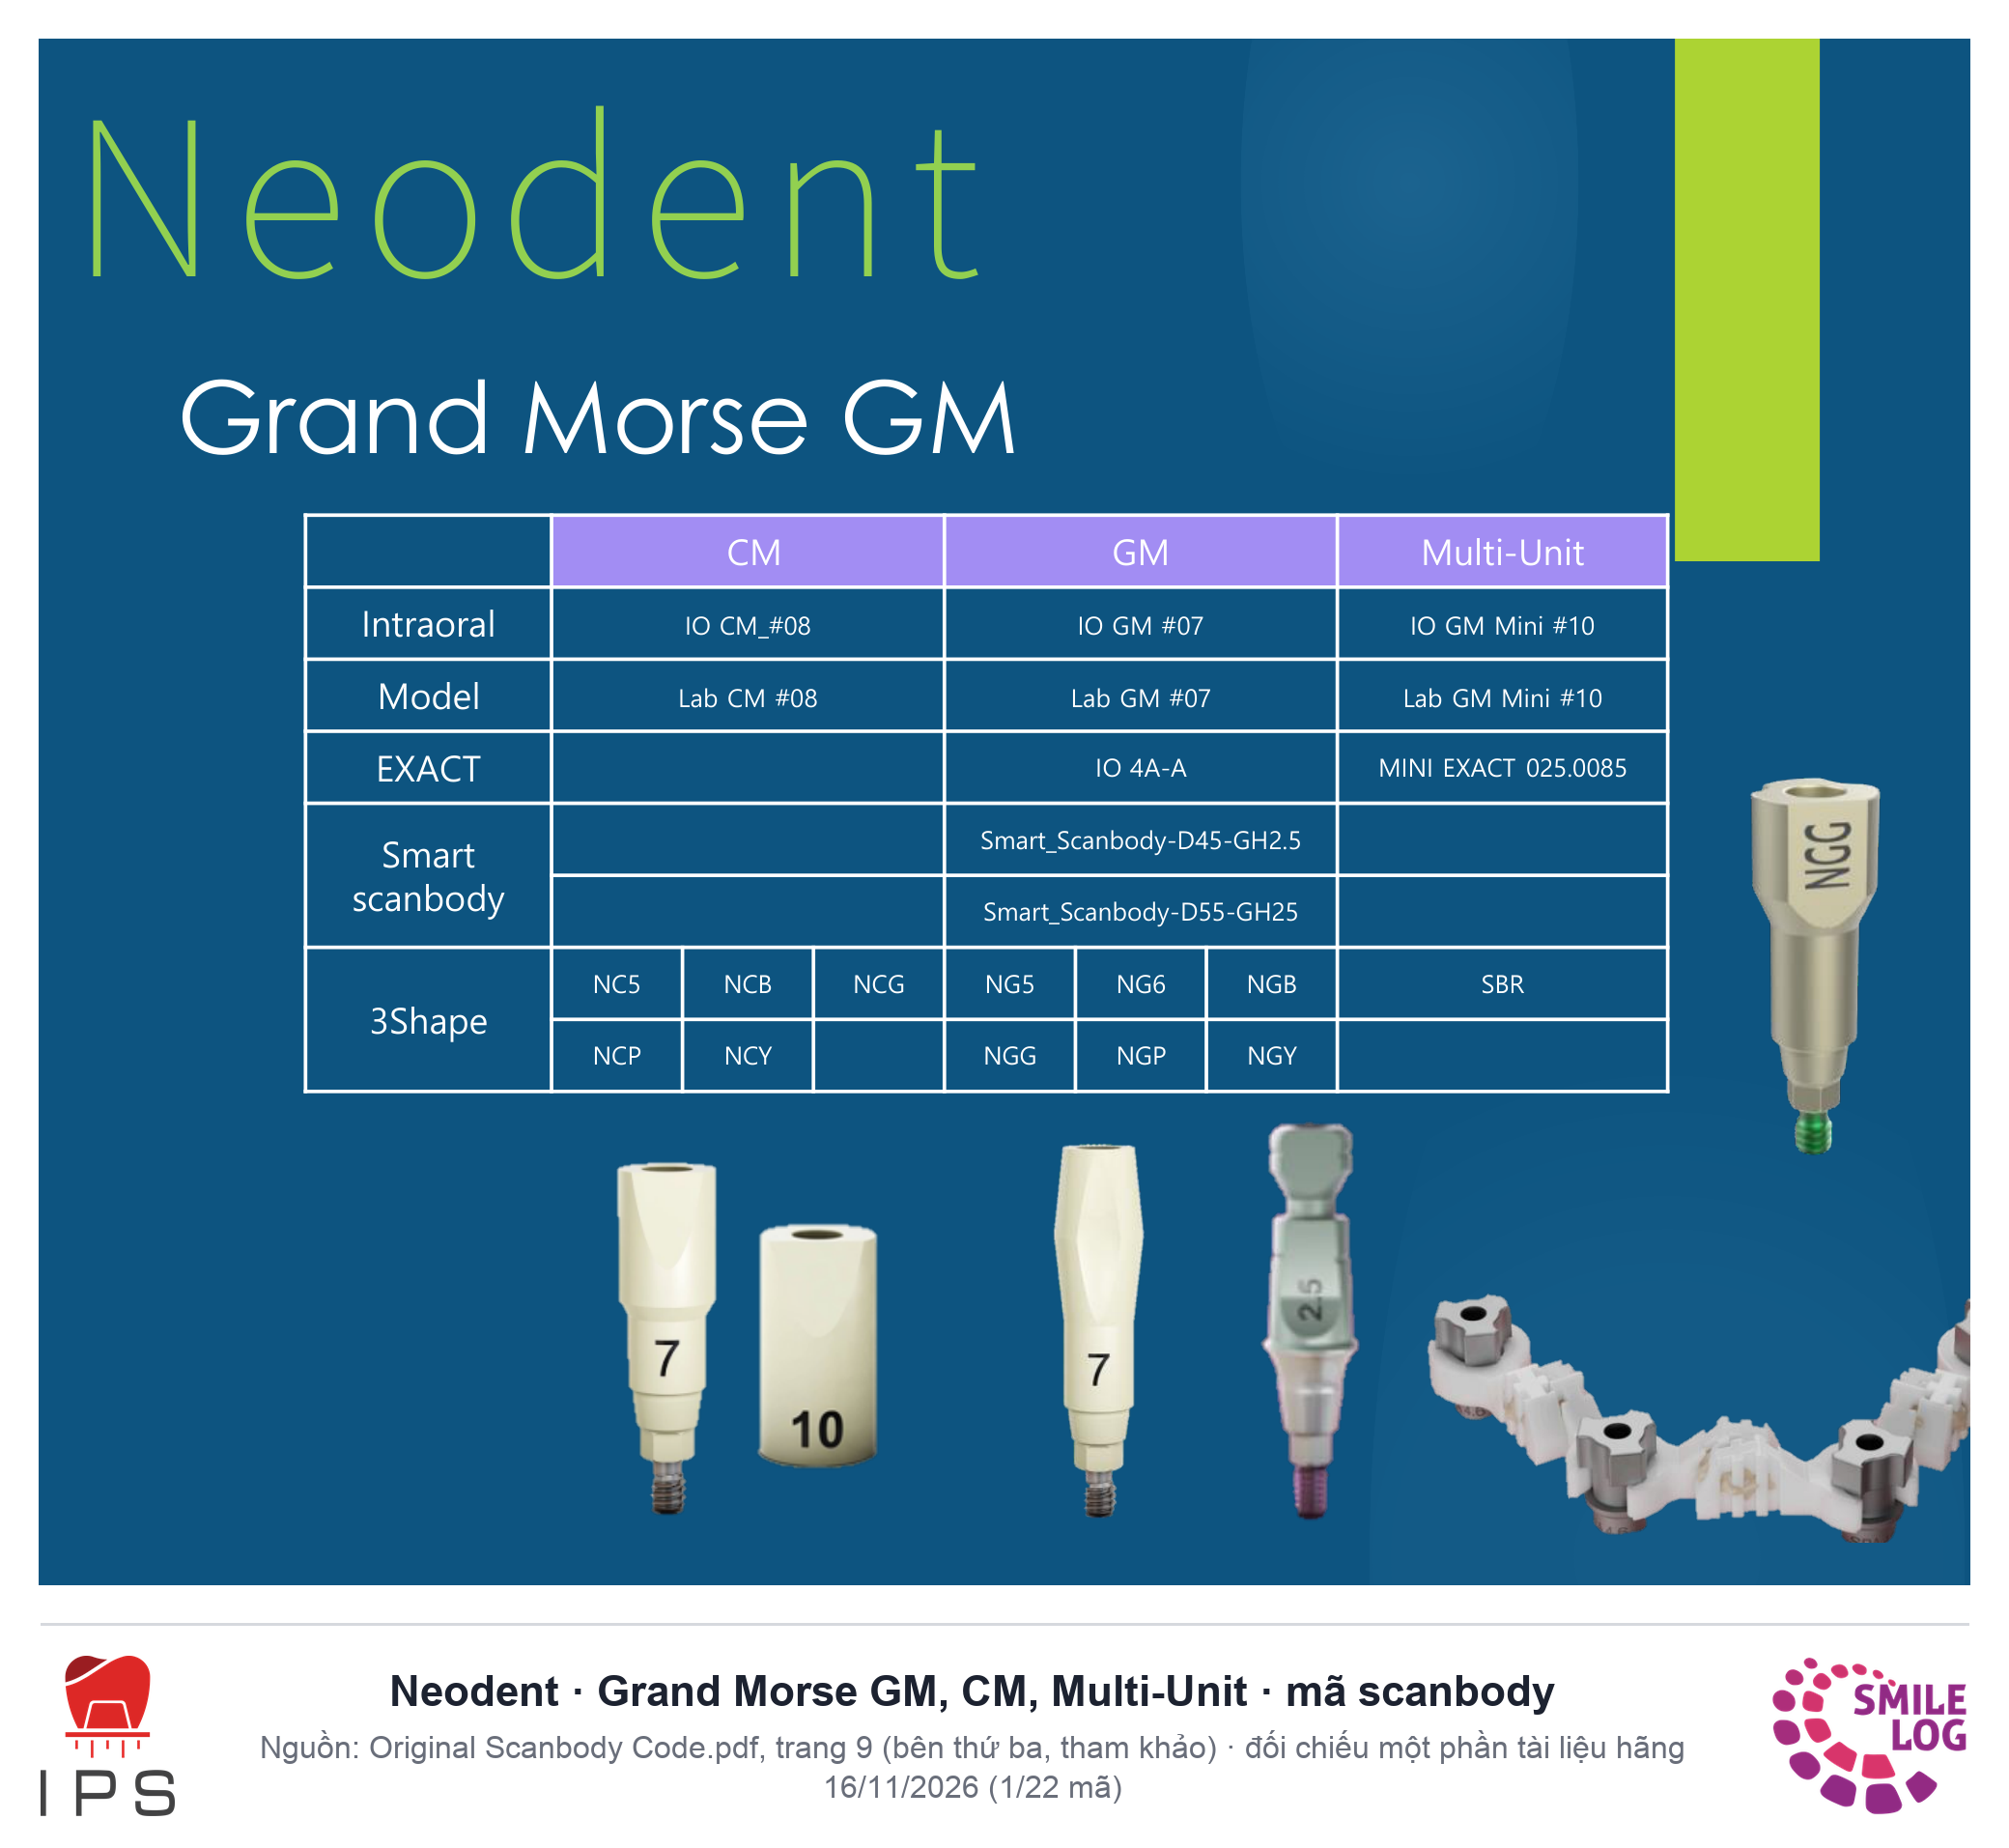 Neodent
Grand Morse GM
CM GM Multi-Unit
Intraoral IO CM_#08 IO GM #07 IO GM Mini #10
Model Lab CM #08 Lab GM #07 Lab GM Mini #10
EXACT IO 4A-A MINI EXACT 025.0085
Smart
scanbody
Smart_Scanbody-D45-GH2.5
Smart_Scanbody-D55-GH25
3Shape
NC5 NCB NCG NG5 NG6 NGB SBR
NCP NCY NGG NGP NGY
NGG
7
10
7
2.5
IPS
Neodent · Grand Morse GM, CM, Multi-Unit · mã scanbody
Nguồn: Original Scanbody Code.pdf, trang 9 (bên thứ ba, tham khảo) · đối chiếu một phần tài liệu hãng
16/11/2026 (1/22 mã)
SMILE
LOG